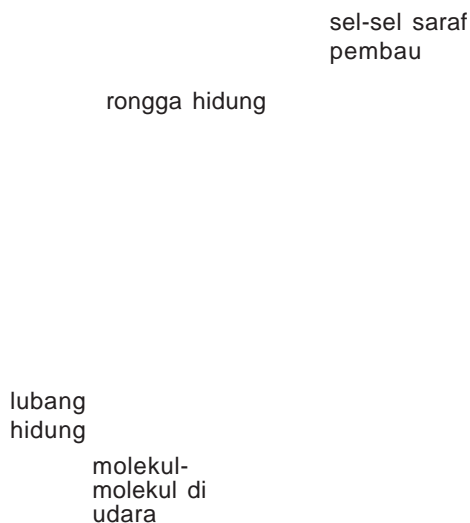 sel-sel saraf
pembau
rongga hidung
lubang
hidung
molekul-
molekul di
udara